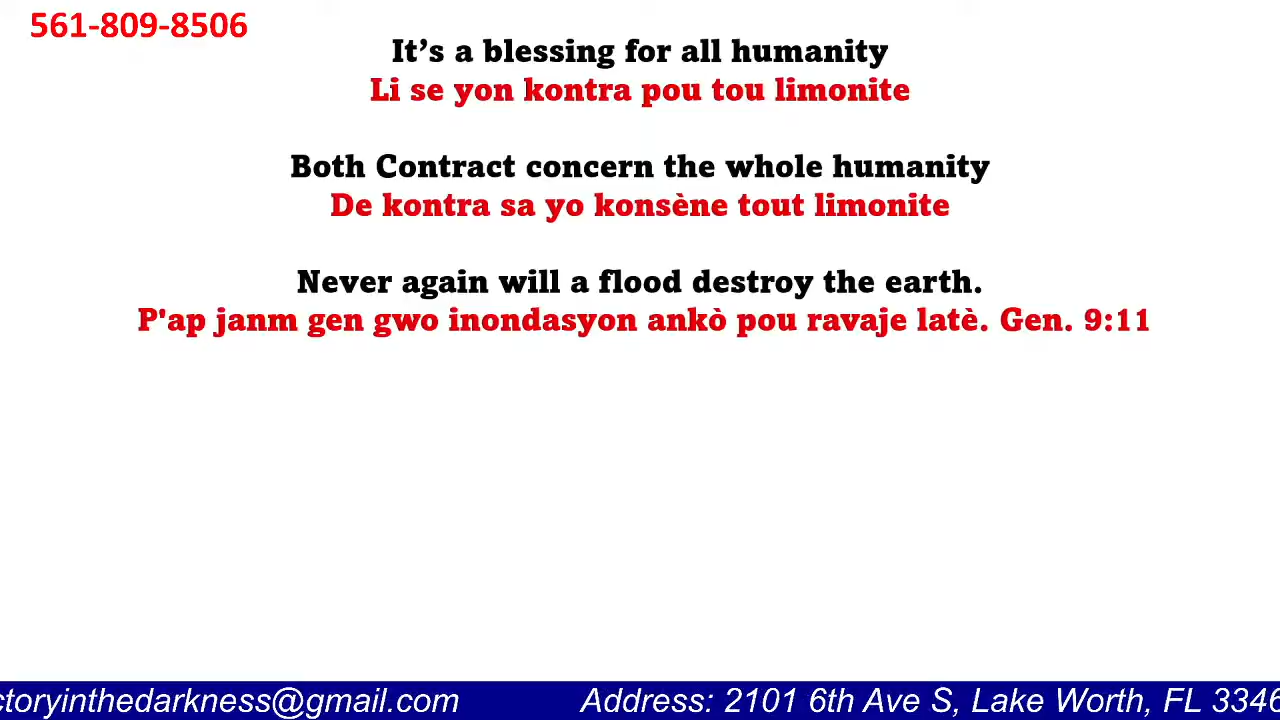 561-809-8506
It’s a blessing for all humanity
Li se yon kontra pou tou limonite
Both Contract concern the whole humanity
De kontra sa yo konsène tout limonite
Never again will a flood destroy the earth.
P'ap janm gen gwo inondasyon ankò pou ravaje latè. Gen. 9:11
ctoryinthedarkness@gmail.com Address: 2101 6th Ave S, Lake Worth, FL 3346